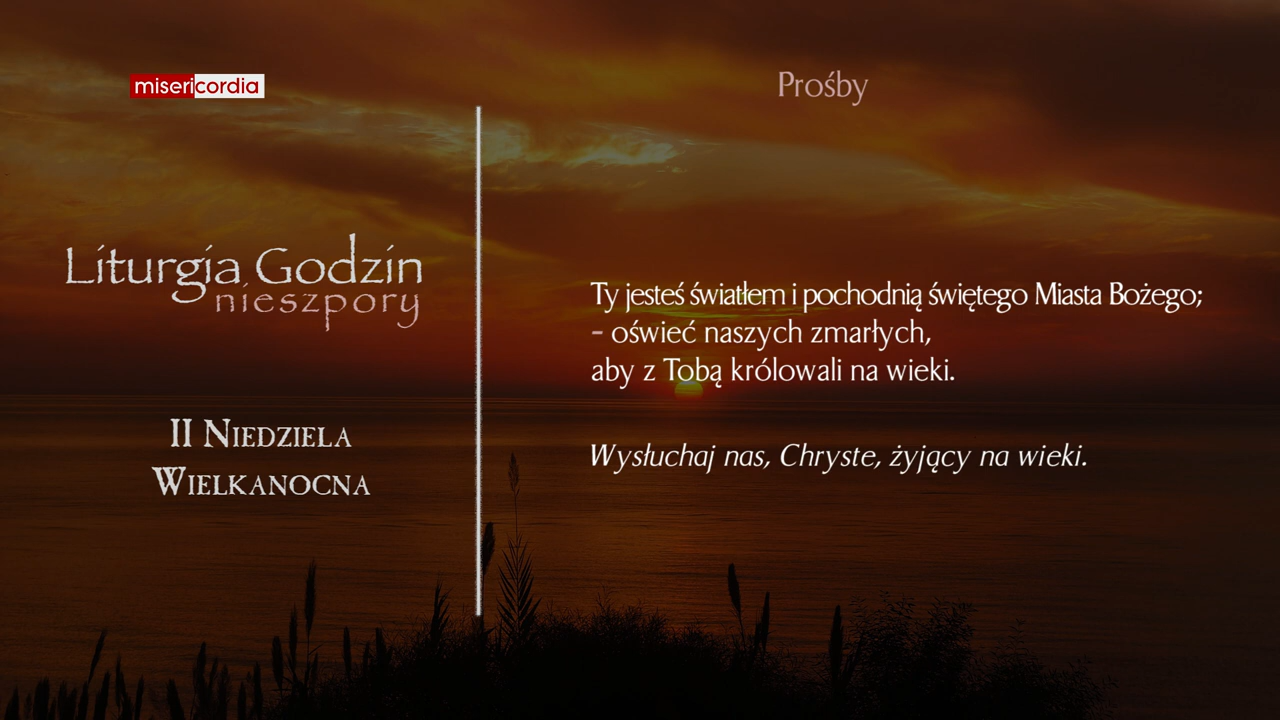 misericordia
Prośby
Liturgia Godzin
nieszpory
II Niedziela
Wielkanocna
Ty jesteś światłem i pochodnią świętego Miasta Bożego;
- oświeć naszych zmarłych,
aby z Tobą królowali na wieki.
Wysłuchaj nas, Chryste, żyjący na wieki.